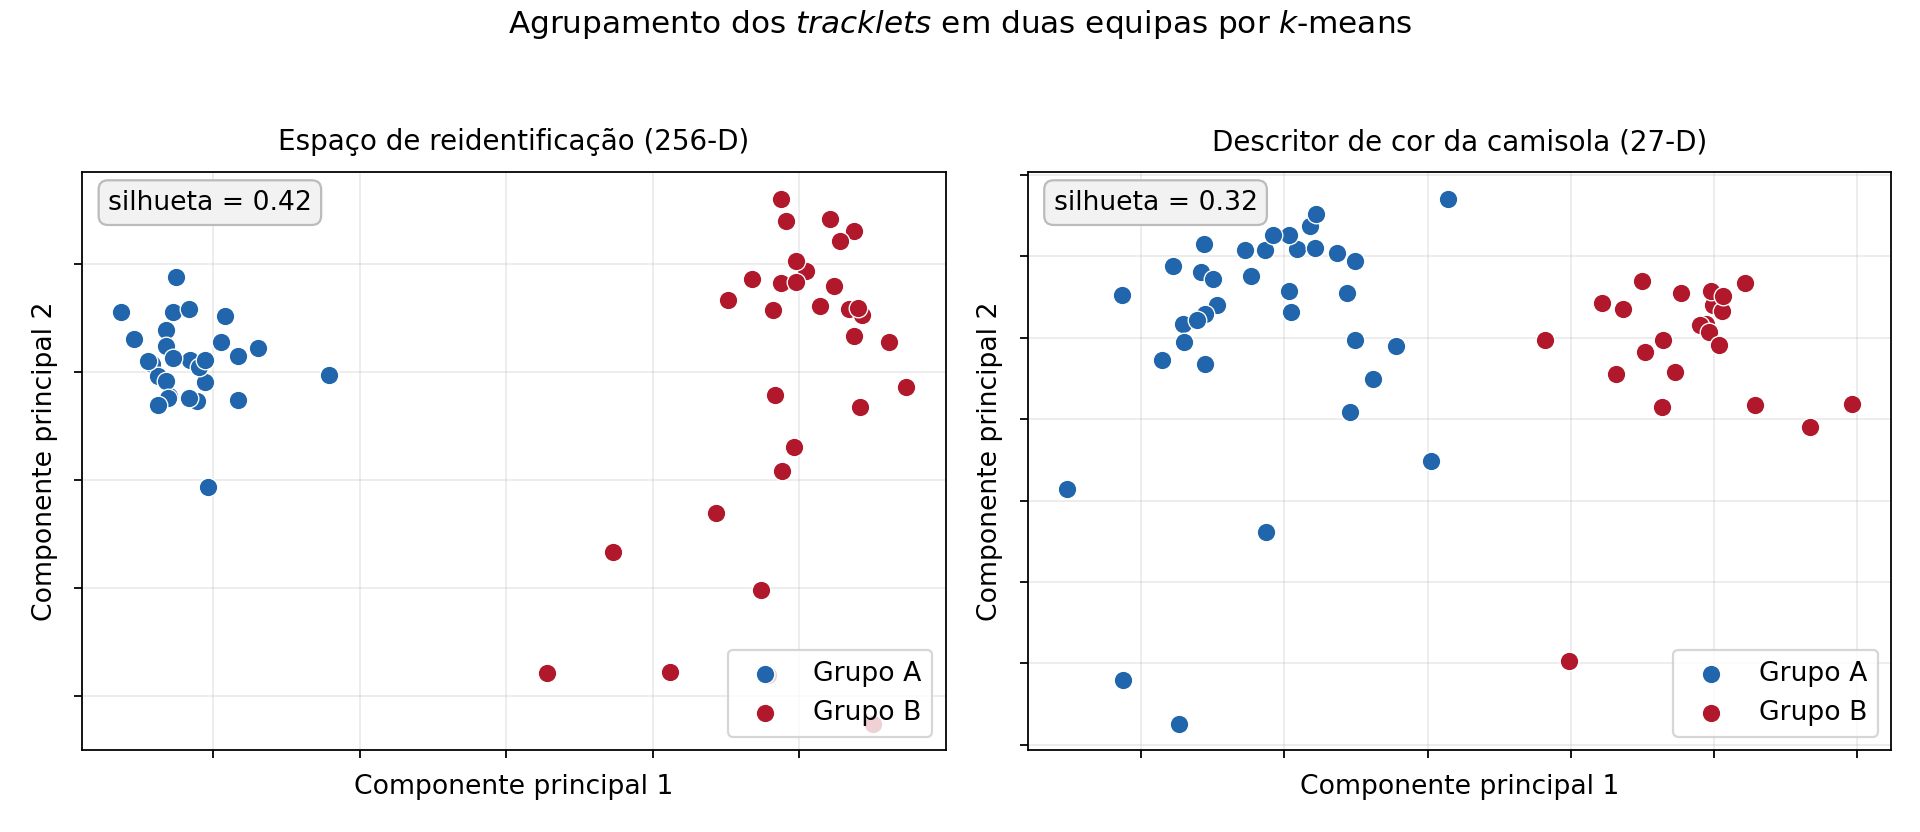 Agrupamento dos tracklets em duas equipas por k-means
Espaço de reidentificação (256-D)
silhueta = 0.42
Componente principal 2
Grupo A
Grupo B
Componente principal 1
Descritor de cor da camisola (27-D)
silhueta = 0.32
Componente principal 2
Grupo A
Grupo B
Componente principal 1